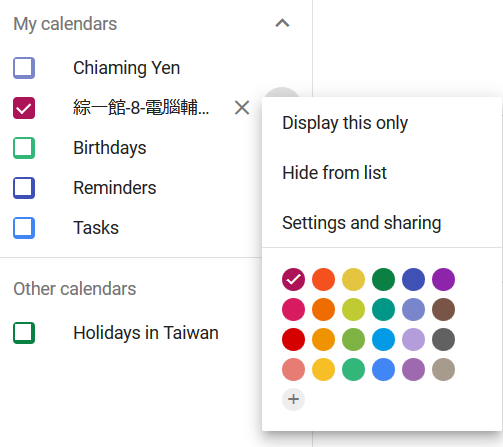 My calendars
Chiaming Yen
綜一館-8-電腦輔...
Birthdays
Reminders
Tasks
Other calendars
Holidays in Taiwan
Display this only
Hide from list
Settings and sharing
+